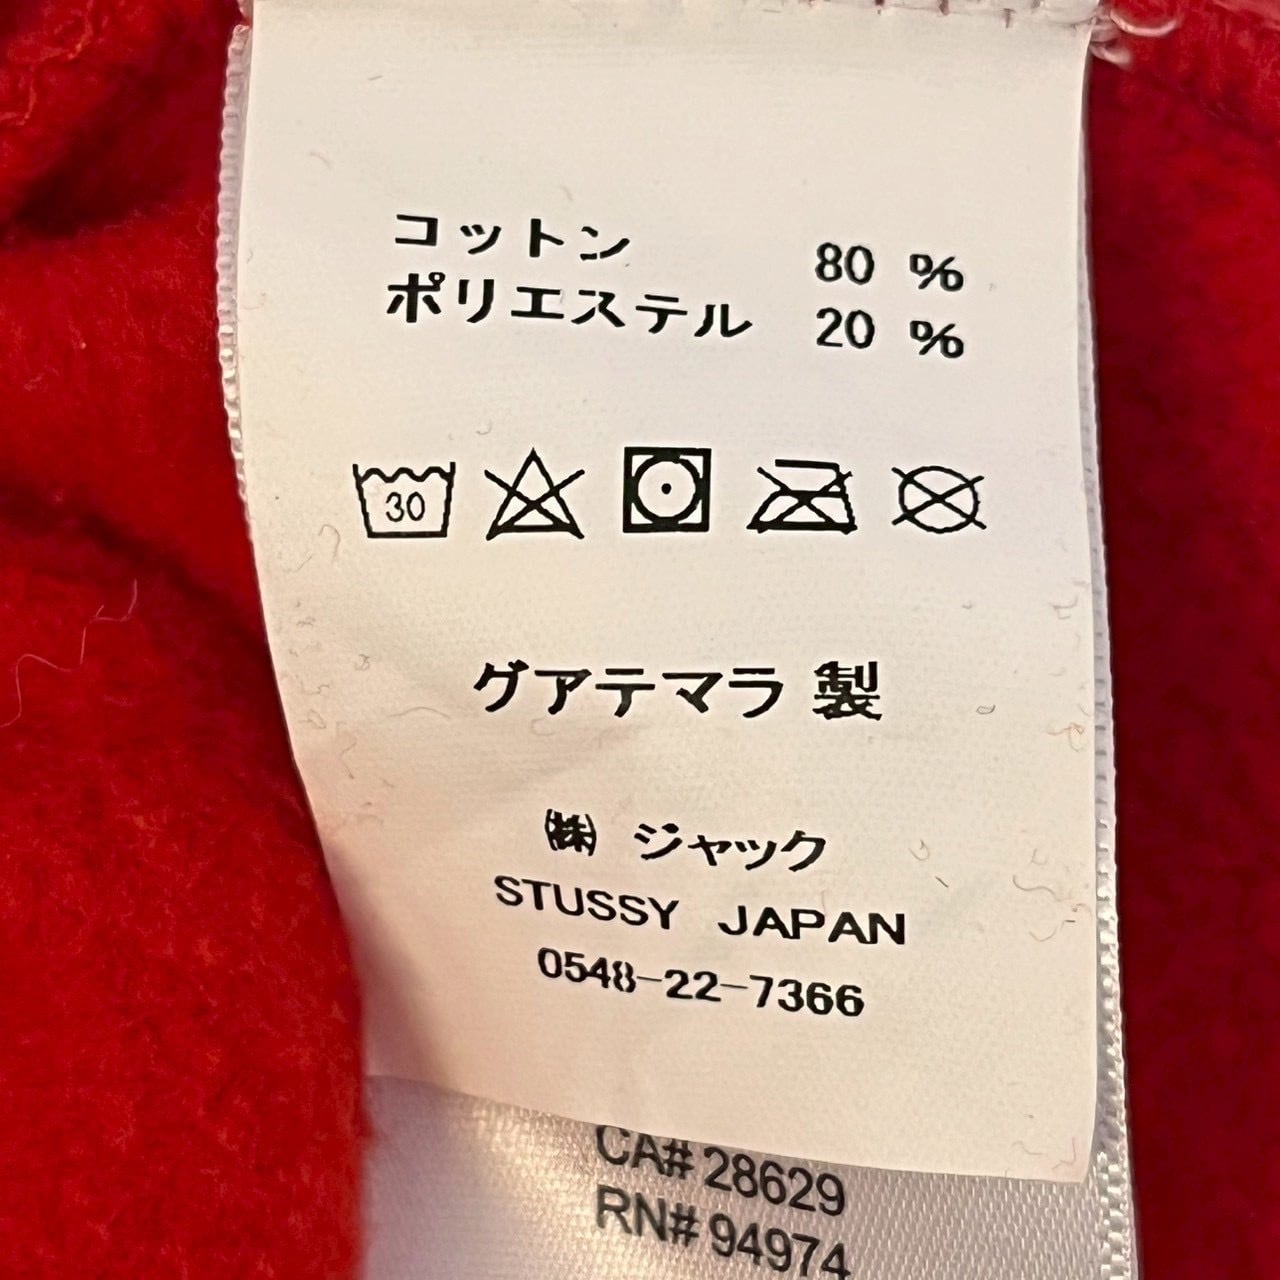 コットン 80 %
ポリエステル 20 %
30
グアテマラ 製
㈱ ジャック
STUSSY JAPAN
0548-22-7366
CA# 28629
RN# 94974